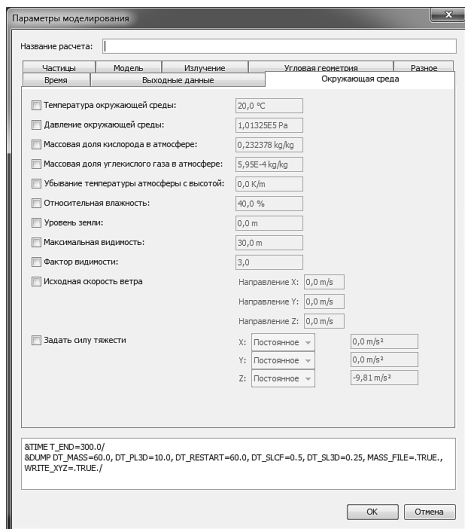 Параметры моделирования
Название расчета:
Частицы Модель Излучение Угловая геометрия Разное
Время Выходные данные Окружающая среда
Температура окружающей среды: 20,0 °C
Давление окружающей среды: 1,01325E5 Pa
Массовая доля кислорода в атмосфере: 0,232378 kg/kg
Массовая доля углекислого газа в атмосфере: 5,95E-4 kg/kg
Убывание температуры атмосферы с высотой: 0,0 K/m
Относительная влажность: 40,0 %
Уровень земли: 0,0 m
Максимальная видимость: 30,0 m
Фактор видимости: 3,0
Исходная скорость ветра Направление X: 0,0 m/s
Направление Y: 0,0 m/s
Направление Z: 0,0 m/s
Задать силу тяжести X: Постоянное 0,0 m/s²
Y: Постоянное 0,0 m/s²
Z: Постоянное -9,81 m/s²
&TIME T_END=300.0/
&DUMP DT_MASS=60.0, DT_PL3D=10.0, DT_RESTART=60.0, DT_SLCF=0.5, DT_SL3D=0.25, MASS_FILE=.TRUE.,
WRITE_XYZ=.TRUE./
OK Отмена